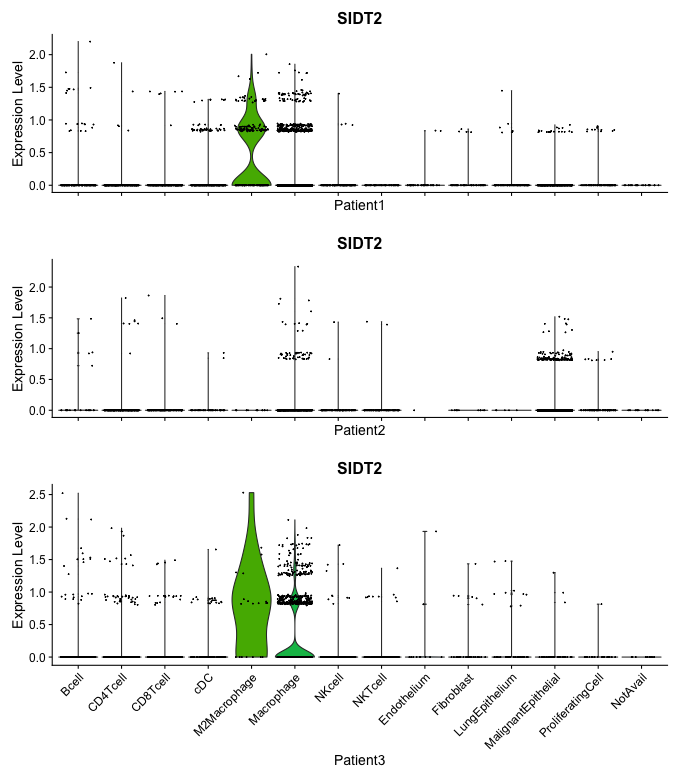 SIDT2
Expression Level
2.0
1.5
1.0
0.5
0.0
Patient1
SIDT2
Expression Level
2.0
1.5
1.0
0.5
0.0
Patient2
SIDT2
Expression Level
2.5
2.0
1.5
1.0
0.5
0.0
Bcell
CD4Tcell
CD8Tcell
cDC
M2Macrophage
Macrophage
NKcell
NKTcell
Endothelium
Fibroblast
LungEpithelium
MalignantEpithelial
ProliferatingCell
NotAvail
Patient3